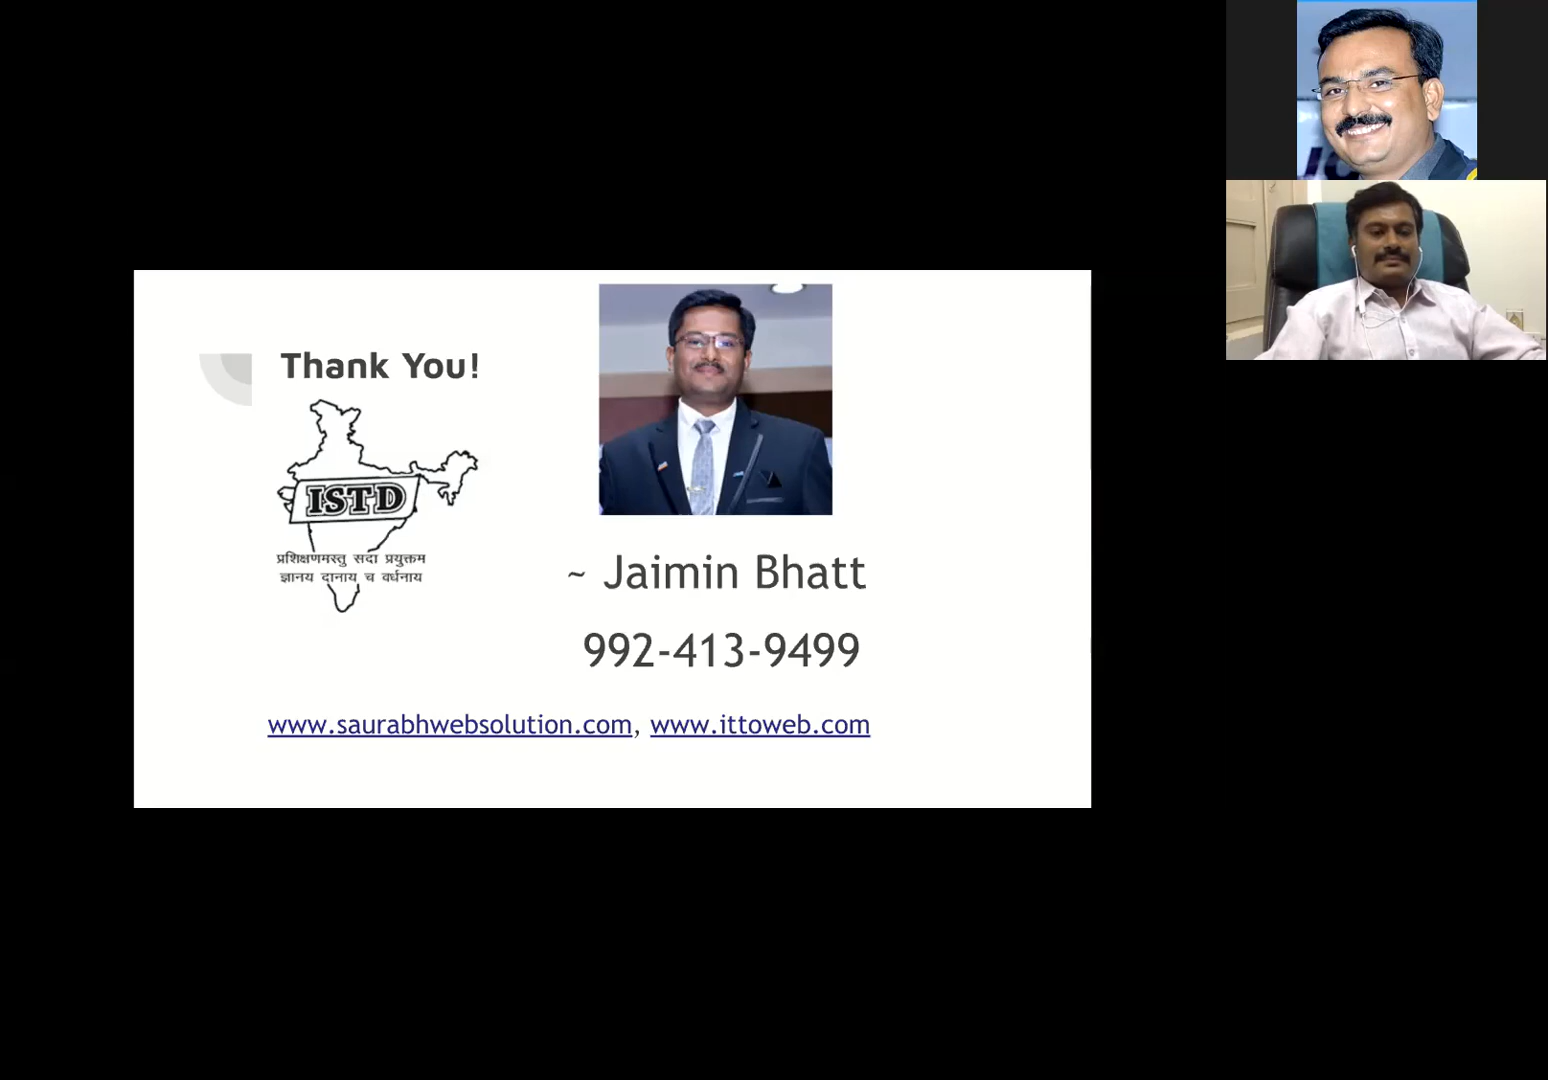 Thank You!
ISTD
प्रशिक्षणमस्तु सदा प्रयुक्तम
ज्ञानय दानाय च वर्धनाय
~ Jaimin Bhatt
992-413-9499
www.saurabhwebsolution.com, www.ittoweb.com